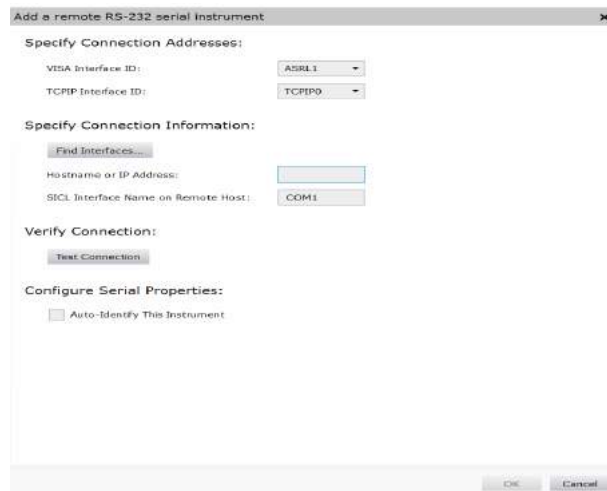 Add a remote RS-232 serial instrument
Specify Connection Addresses:
VISA Interface ID: ASRL1
TCPIP Interface ID: TCPIP0
Specify Connection Information:
Find Interfaces...
Hostname or IP Address:
SICL Interface Name on Remote Host: COM1
Verify Connection:
Test Connection
Configure Serial Properties:
Auto-Identify This Instrument
OK Cancel